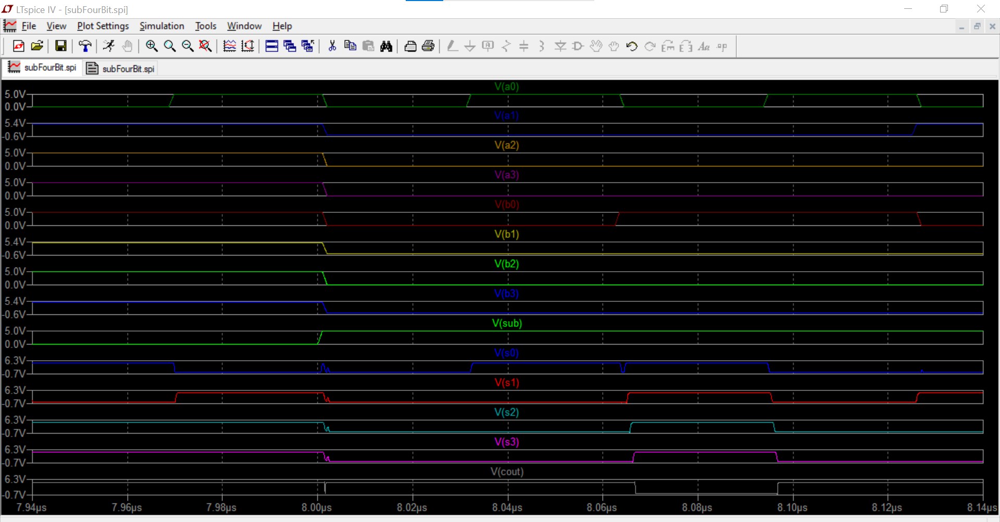 LTspice IV - [subFourBit.spi]
File View Plot Settings Simulation Tools Window Help
subFourBit.spi subFourBit.spi
V(a0)
5.0V
0.0V
V(a1)
5.4V
-0.6V
V(a2)
5.0V
0.0V
V(a3)
5.0V
0.0V
V(b0)
5.0V
0.0V
V(b1)
5.4V
-0.6V
V(b2)
5.0V
0.0V
V(b3)
5.4V
-0.6V
V(sub)
5.0V
0.0V
V(s0)
6.3V
-0.7V
V(s1)
6.3V
-0.7V
V(s2)
6.3V
-0.7V
V(s3)
6.3V
-0.7V
V(cout)
6.3V
-0.7V
7.94µs 7.96µs 7.98µs 8.00µs 8.02µs 8.04µs 8.06µs 8.08µs 8.10µs 8.12µs 8.14µs